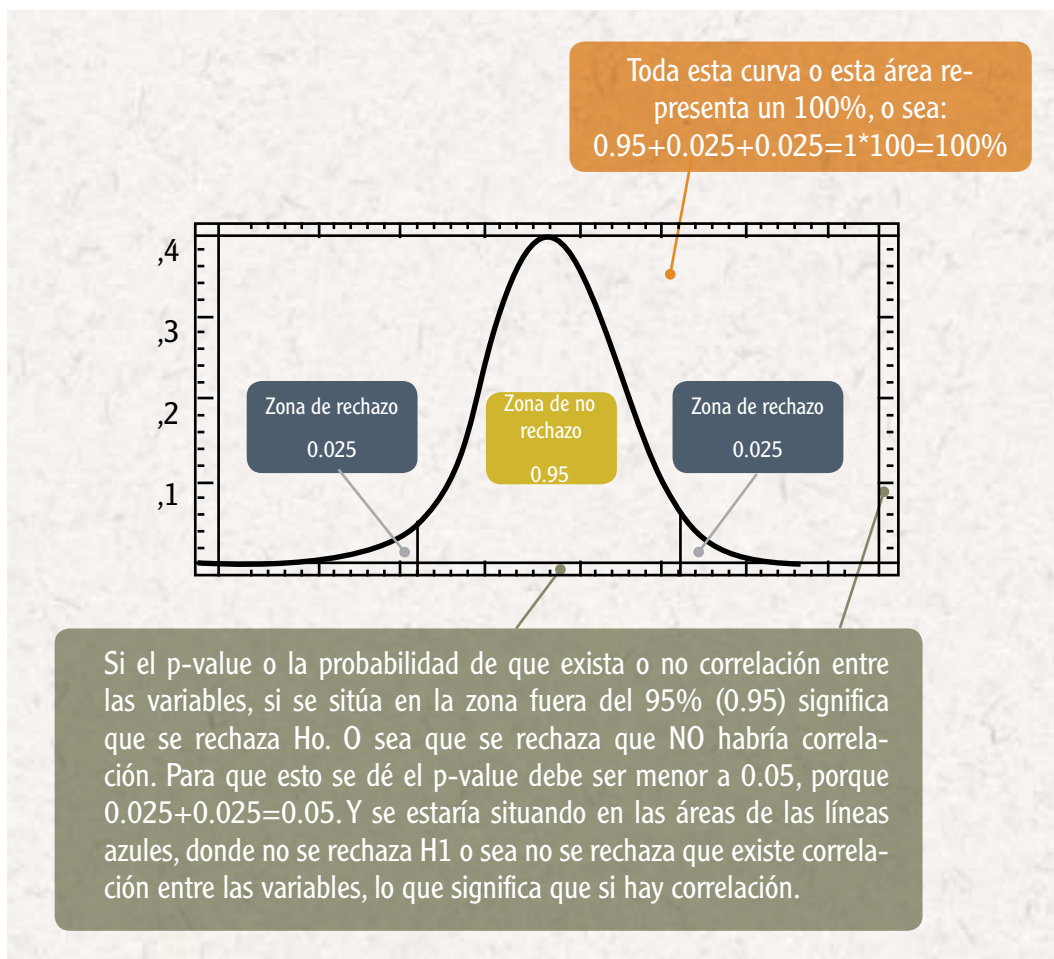 Toda esta curva o esta área re-
presenta un 100%, o sea:
0.95+0.025+0.025=1*100=100%
,4
,3
,2
,1
Zona de rechazo
0.025
Zona de no
rechazo
0.95
Zona de rechazo
0.025
Si el p-value o la probabilidad de que exista o no correlación entre
las variables, si se sitúa en la zona fuera del 95% (0.95) significa
que se rechaza Ho. O sea que se rechaza que NO habría correla-
ción. Para que esto se dé el p-value debe ser menor a 0.05, porque
0.025+0.025=0.05. Y se estaría situando en las áreas de las líneas
azules, donde no se rechaza H1 o sea no se rechaza que existe correla-
ción entre las variables, lo que significa que si hay correlación.